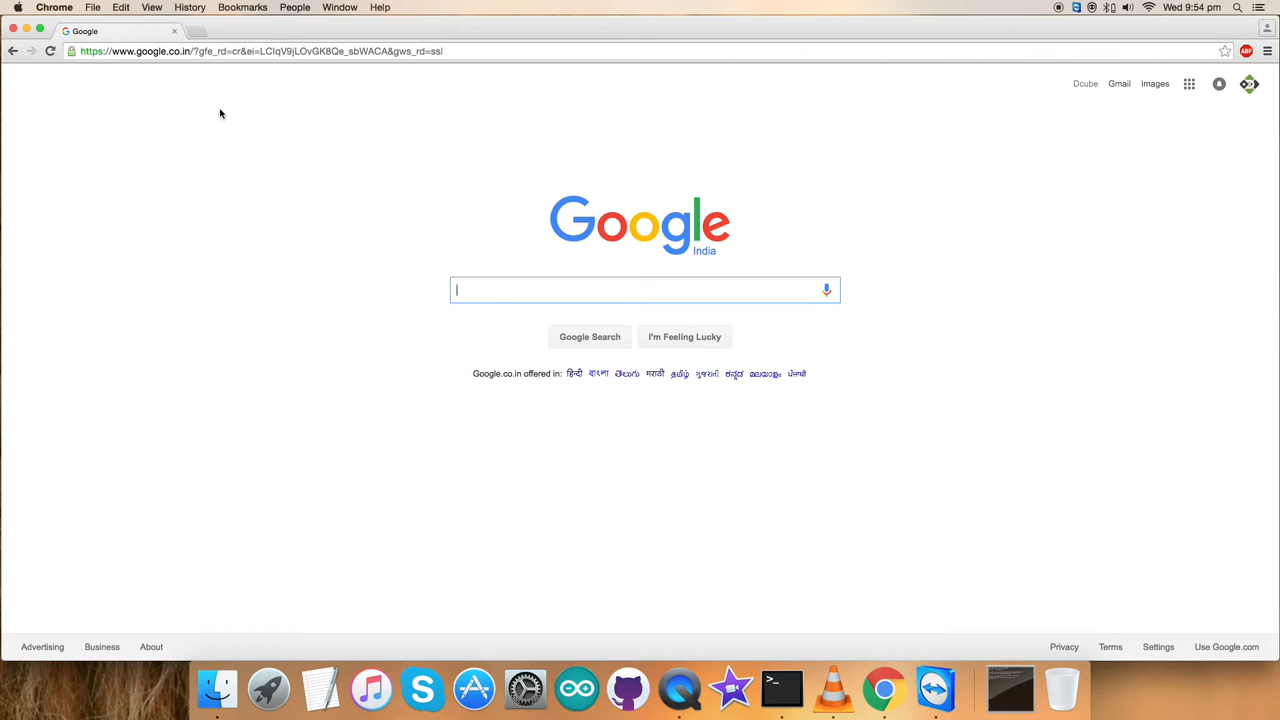 Chrome File Edit View History Bookmarks People Window Help Wed 9:54 pm
Google
https://www.google.co.in/?gfe_rd=cr&ei=LCIqV9jLOvGK8Qe_sbWACA&gws_rd=ssl ABP
Dcube Gmail Images
Google
India
Google Search I'm Feeling Lucky
Google.co.in offered in: हिन्दी বাংলা తెలుగు मराठी தமிழ் ગુજરાતી ಕನ್ನಡ മലയാളം ਪੰਜਾਬੀ
Advertising Business About Privacy Terms Settings Use Google.com